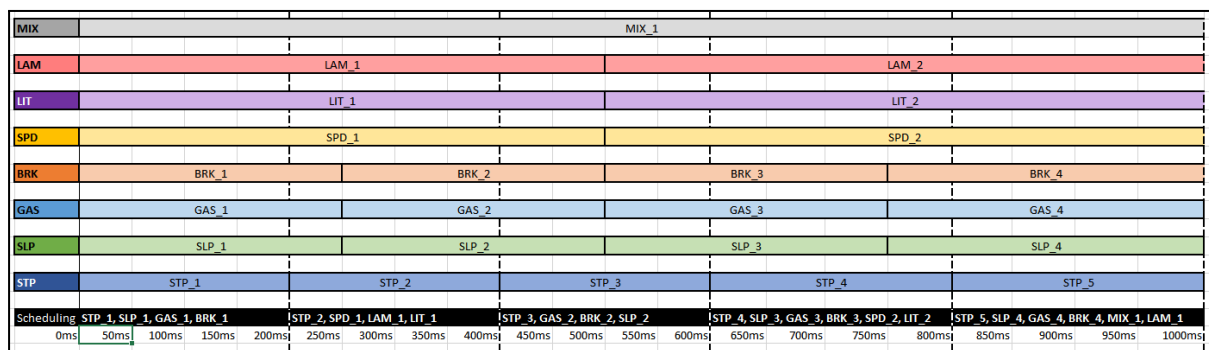 MIX MIX_1
LAM LAM_1 LAM_2
LIT LIT_1 LIT_2
SPD SPD_1 SPD_2
BRK BRK_1 BRK_2 BRK_3 BRK_4
GAS GAS_1 GAS_2 GAS_3 GAS_4
SLP SLP_1 SLP_2 SLP_3 SLP_4
STP STP_1 STP_2 STP_3 STP_4 STP_5
Scheduling STP_1, SLP_1, GAS_1, BRK_1 STP_2, SPD_1, LAM_1, LIT_1 STP_3, GAS_2, BRK_2, SLP_2 STP_4, SLP_3, GAS_3, BRK_3, SPD_2, LIT_2 STP_5, SLP_4, GAS_4, BRK_4, MIX_1, LAM_1
0ms 50ms 100ms 150ms 200ms 250ms 300ms 350ms 400ms 450ms 500ms 550ms 600ms 650ms 700ms 750ms 800ms 850ms 900ms 950ms 1000ms